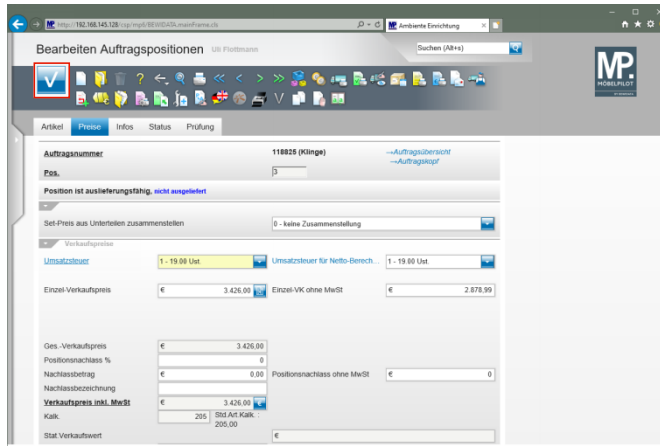 http://192.168.145.128/csp/mp6/BEWIDATA.mainFrame.cls
Ambiente Einrichtung
Bearbeiten Auftragspositionen Ulli Flottmann
Suchen (Alt+s)
MP.
MÖBELPILOT
Artikel Preise Infos Status Prüfung
Auftragsnummer 118825 (Klinge) →Auftragsübersicht
→Auftragskopf
Pos. 3
Position ist auslieferungsfähig, nicht ausgeliefert
Set-Preis aus Unterteilen zusammenstellen 0 - keine Zusammenstellung
Verkaufspreise
Umsatzsteuer 1 - 19.00 Ust. Umsatzsteuer für Netto-Berech... 1 - 19.00 Ust.
Einzel-Verkaufspreis € 3.426,00 Einzel-VK ohne MwSt € 2.878,99
Ges.-Verkaufspreis € 3.426,00
Positionsnachlass % 0
Nachlassbetrag € 0,00 Positionsnachlass ohne MwSt € 0
Nachlassbezeichnung
Verkaufspreis inkl. MwSt € 3.426,00
Kalk. 205 Std.Art.Kalk. :
205,00
Stat.Verkaufswert €